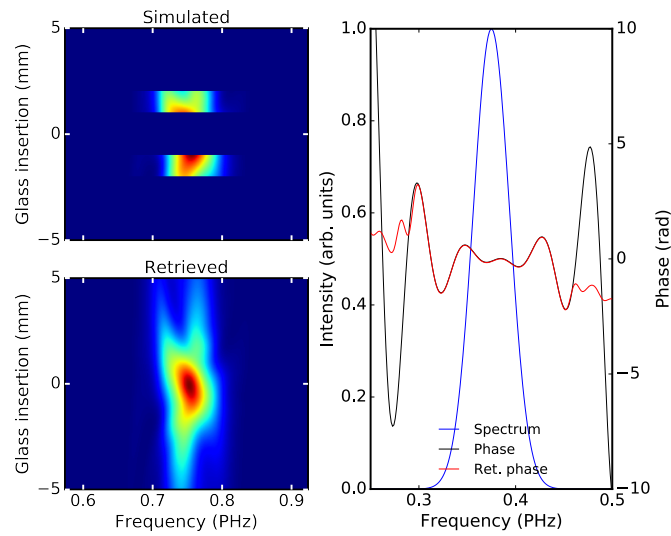 Simulated
Glass insertion (mm)
5
0
−5
Retrieved
Glass insertion (mm)
5
0
−5
0.6 0.7 0.8 0.9
Frequency (PHz)
Intensity (arb. units)
1.0
0.8
0.6
0.4
0.2
0.0
0.3 0.4 0.5
Frequency (PHz)
10
5
0
−5
−10
Phase (rad)
Spectrum
Phase
Ret. phase